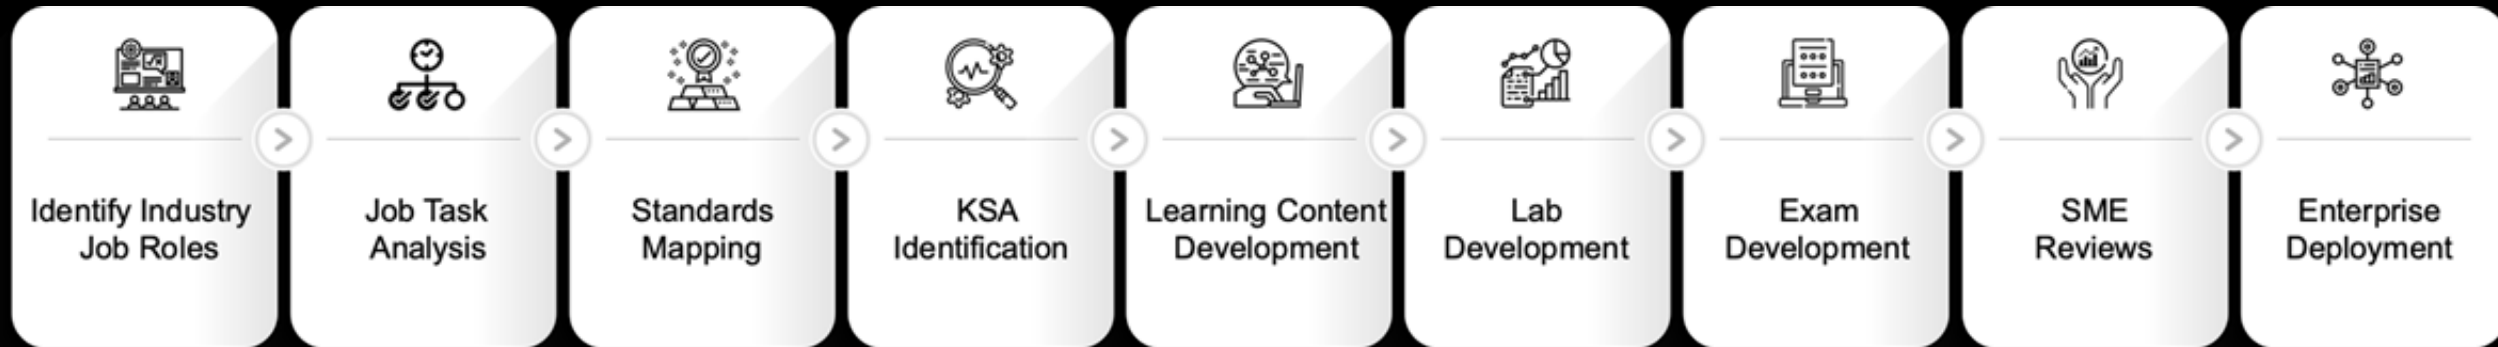 Identify Industry
Job Roles
Job Task
Analysis
Standards
Mapping
KSA
Identification
Learning Content
Development
Lab
Development
Exam
Development
SME
Reviews
Enterprise
Deployment